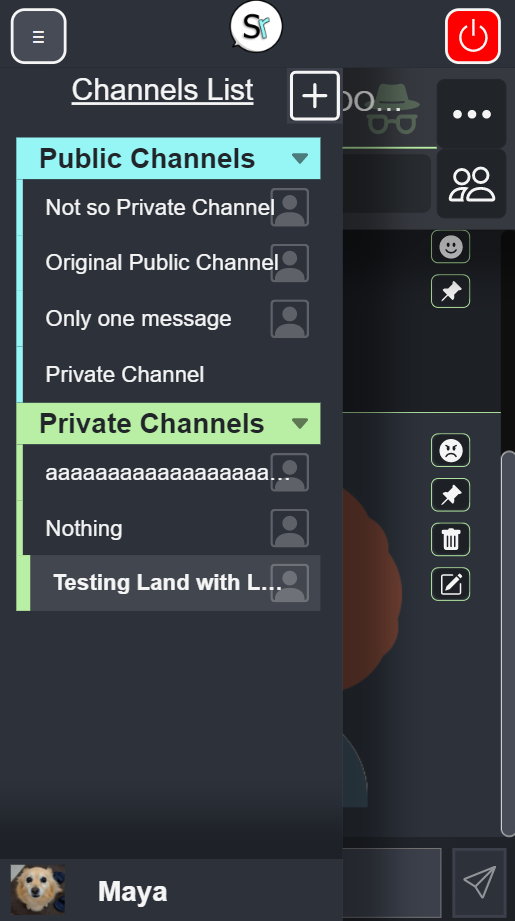 Sr
Channels List
oo...
Public Channels
Not so Private Channel
Original Public Channel
Only one message
Private Channel
Private Channels
aaaaaaaaaaaaaaaaaa...
Nothing
Testing Land with L...
Maya